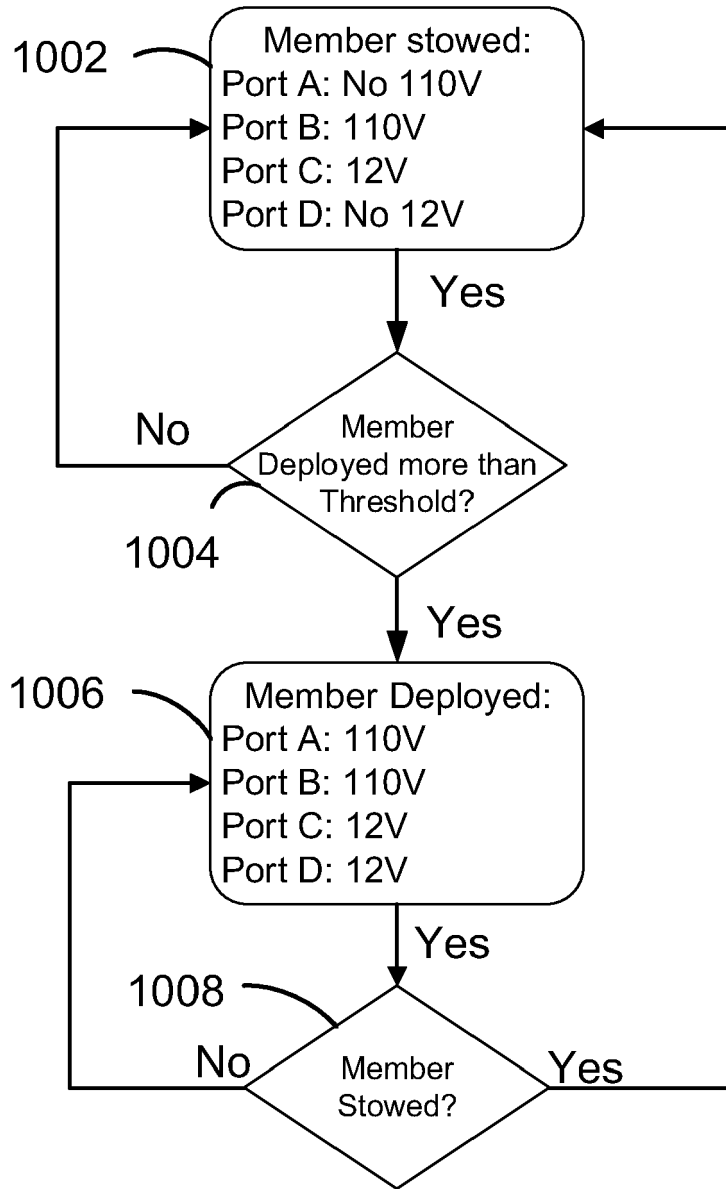 1002
Member stowed:
Port A: No 110V
Port B: 110V
Port C: 12V
Port D: No 12V
Yes
No
Member
Deployed more than
Threshold?
1004
Yes
1006
Member Deployed:
Port A: 110V
Port B: 110V
Port C: 12V
Port D: 12V
Yes
1008
No
Member
Stowed?
Yes